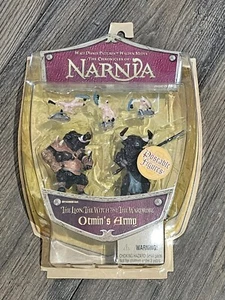 WALT DISNEY PICTURES WALDEN MEDIA
THE CHRONICLES OF
NARNIA
Poseable
Figures
THE LION, THE WITCH AND THE WARDROBE
Otmin's Army
WARNING: